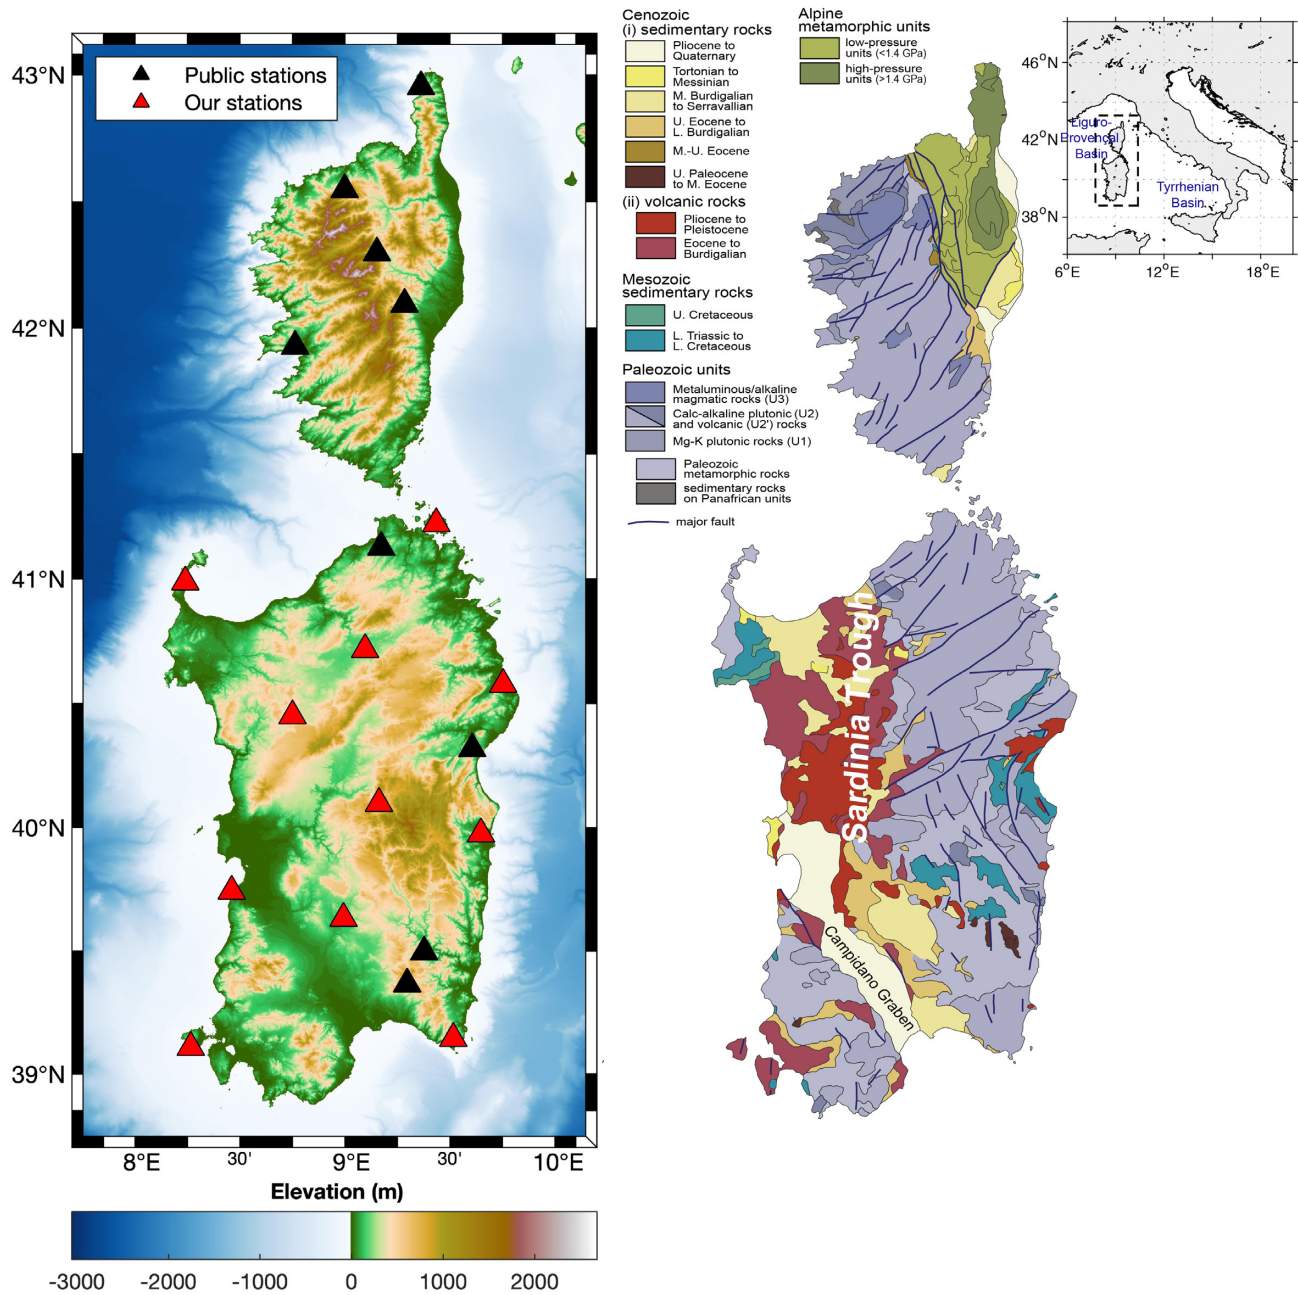 Public stations
Our stations
43°N
42°N
41°N
40°N
39°N
8°E
30'
9°E
30'
10°E
Elevation (m)
-3000
-2000
-1000
0
1000
2000
Cenozoic
(i) sedimentary rocks
Pliocene to
Quaternary
Tortonian to
Messinian
M. Burdigalian
to Serravallian
U. Eocene to
L. Burdigalian
M.-U. Eocene
U. Paleocene
to M. Eocene
(ii) volcanic rocks
Pliocene to
Pleistocene
Eocene to
Burdigalian
Mesozoic
sedimentary rocks
U. Cretaceous
L. Triassic to
L. Cretaceous
Paleozoic units
Metaluminous/alkaline
magmatic rocks (U3)
Calc-alkaline plutonic (U2)
and volcanic (U2') rocks
Mg-K plutonic rocks (U1)
Paleozoic
metamorphic rocks
sedimentary rocks
on Panafrican units
major fault
Alpine
metamorphic units
low-pressure
units (<1.4 GPa)
high-pressure
units (>1.4 GPa)
Sardinia Trough
Campidano Graben
46°N
42°N
38°N
6°E
12°E
18°E
Liguro-
Provençal
Basin
Tyrrhenian
Basin